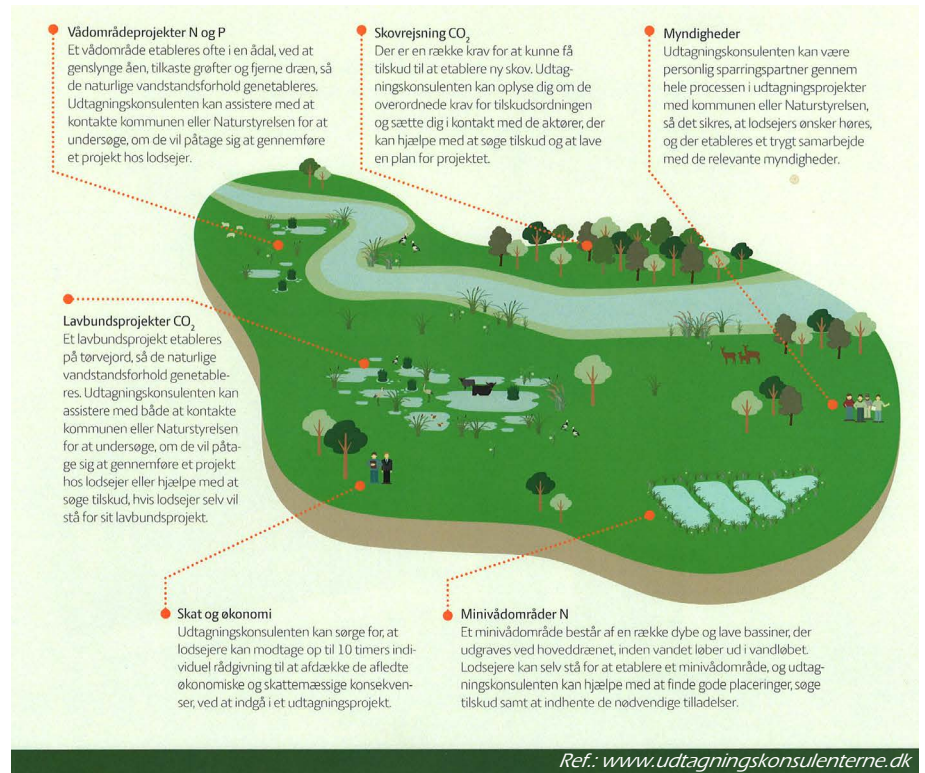 Vådområdeprojekter N og P
Et vådområde etableres ofte i en ådal, ved at
genslynge åen, tilkaste grøfter og fjerne dræn, så
de naturlige vandstandsforhold genetableres.
Udtagningskonsulenten kan assistere med at
kontakte kommunen eller Naturstyrelsen for at
undersøge, om de vil påtage sig at gennemføre
et projekt hos lodsejer.
Skovrejsning CO₂
Der er en række krav for at kunne få
tilskud til at etablere ny skov. Udtag-
ningskonsulenten kan oplyse dig om de
overordnede krav for tilskudsordningen
og sætte dig i kontakt med de aktører, der
kan hjælpe med at søge tilskud og at lave
en plan for projektet.
Myndigheder
Udtagningskonsulenten kan være
personlig sparringspartner gennem
hele processen i udtagningsprojekter
med kommunen eller Naturstyrelsen,
så det sikres, at lodsejers ønsker høres,
og der etableres et trygt samarbejde
med de relevante myndigheder.
Lavbundsprojekter CO₂
Et lavbundsprojekt etableres
på tørvejord, så de naturlige
vandstandsforhold genetable-
res. Udtagningskonsulenten kan
assistere med både at kontakte
kommunen eller Naturstyrelsen
for at undersøge, om de vil påta-
ge sig at gennemføre et projekt
hos lodsejer eller hjælpe med at
søge tilskud, hvis lodsejer selv vil
stå for sit lavbundsprojekt.
Skat og økonomi
Udtagningskonsulenten kan sørge for, at
lodsejere kan modtage op til 10 timers indi-
viduel rådgivning til at afdække de afledte
økonomiske og skattemæssige konsekven-
ser, ved at indgå i et udtagningsprojekt.
Minivådområder N
Et minivådområde består af en række dybe og lave bassiner, der
udgraves ved hoveddrænet, inden vandet løber ud i vandløbet.
Lodsejere kan selv stå for at etablere et minivådområde, og udtag-
ningskonsulenten kan hjælpe med at finde gode placeringer, søge
tilskud samt at indhente de nødvendige tilladelser.
Ref.: www.udtagningskonsulenterne.dk